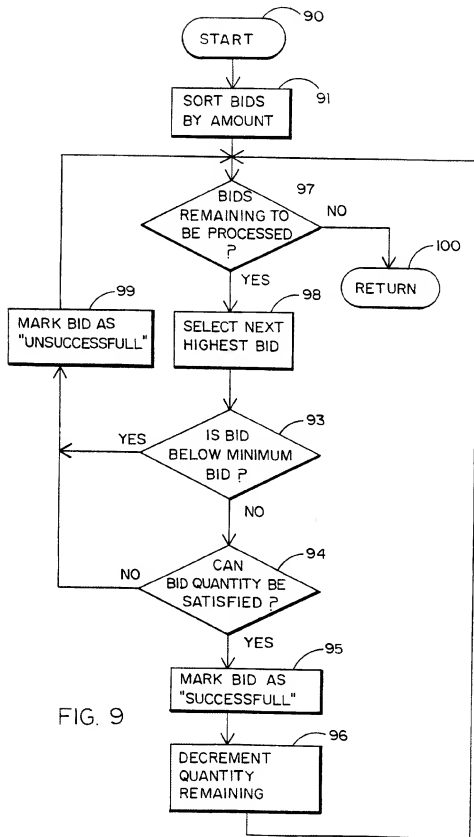 90
START
91
SORT BIDS
BY AMOUNT
97
BIDS
REMAINING TO
BE PROCESSED
?
NO
100
RETURN
YES
99
MARK BID AS
"UNSUCCESSFULL"
98
SELECT NEXT
HIGHEST BID
93
YES
IS BID
BELOW MINIMUM
BID ?
NO
94
NO
CAN
BID QUANTITY BE
SATISFIED ?
YES
95
MARK BID AS
"SUCCESSFULL"
FIG. 9
96
DECREMENT
QUANTITY
REMAINING